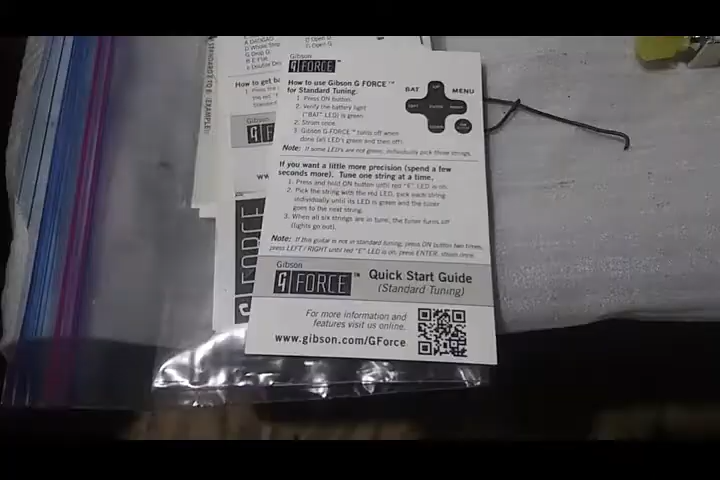 A DADGAD
D Whole Step
G Drop G
B E Flat
E Double Dro
Open G
How to get b
STANDARD TO B (EXAMPLE)
Gibson
G FORCE™
How to use Gibson G FORCE™
for Standard Tuning.
1. Press ON button.
2. Verify the battery light
("BAT" LED) is green.
2. Strum once.
3. Gibson G-FORCE™ turns off when
done (all LED's green and then off).
Note: If some LED's are not green, individually pick those strings.
BAT
MENU
If you want a little more precision (spend a few
seconds more). Tune one string at a time.
1. Press and hold ON button until red "E" LED is on.
2. Pick the string with the red LED, pick each string
individually until its LED is green and the tuner
goes to the next string.
3. When all six strings are in tune, the tuner turns off
(lights go out).
Note: If the guitar is not in standard tuning, press ON button two times,
press LEFT / RIGHT until red "E" LED is on, press ENTER, strum once.
Gibson
G FORCE™
Quick Start Guide
(Standard Tuning)
For more information and
features visit us online.
www.gibson.com/GForce
FORCE